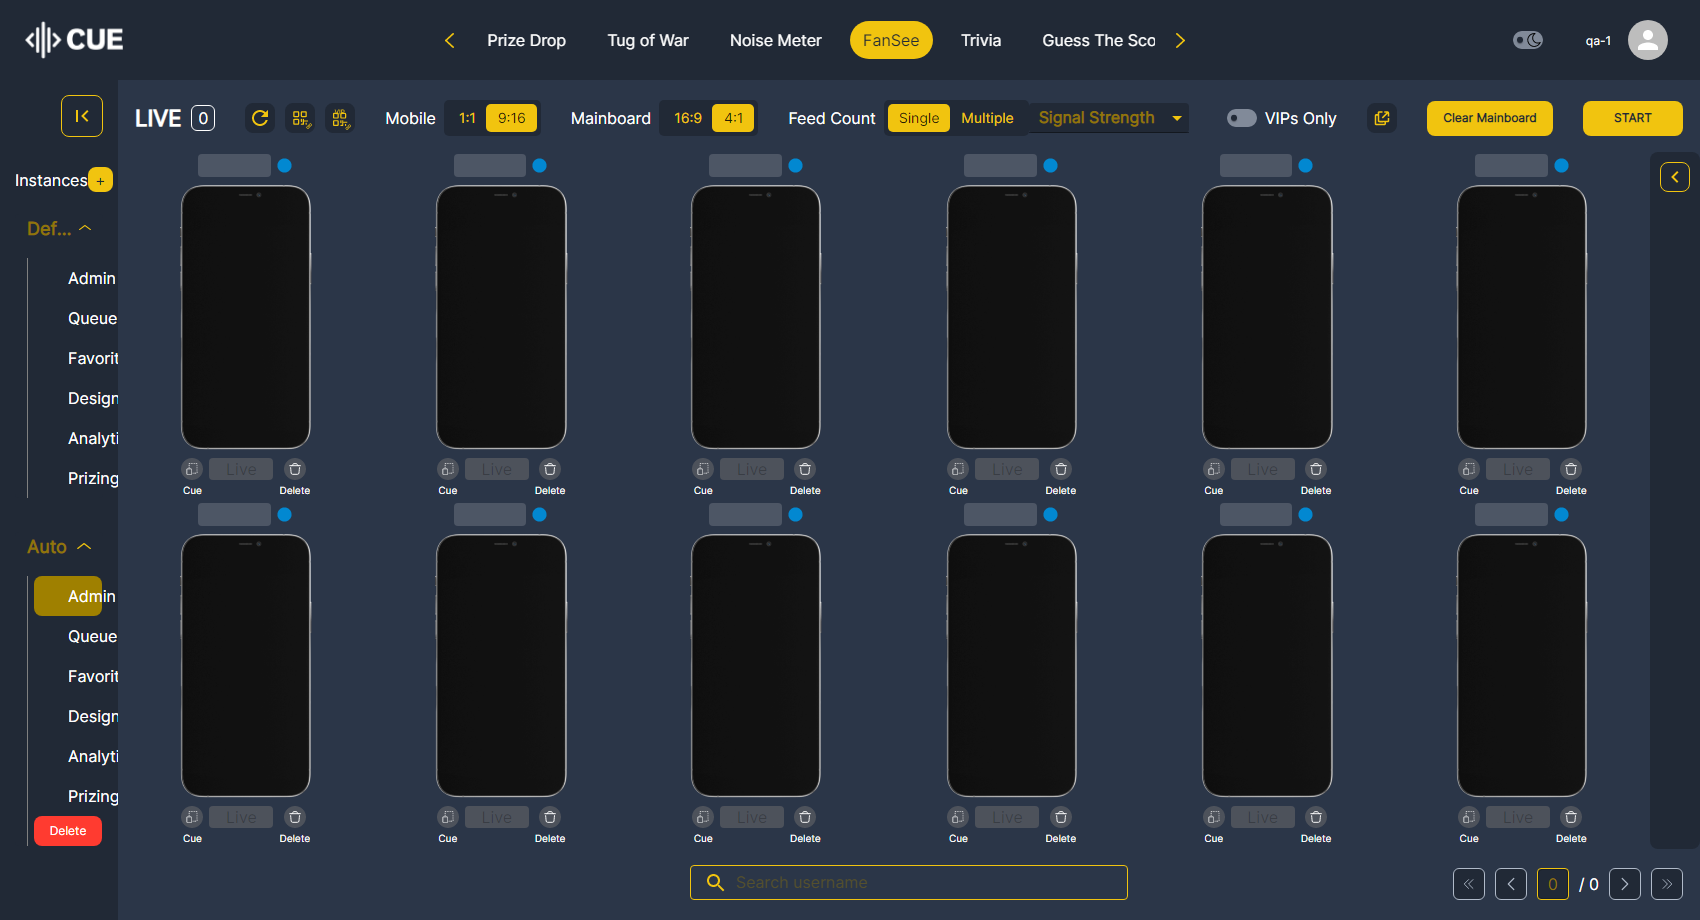 CUE
Prize Drop Tug of War Noise Meter FanSee Trivia Guess The Sco
qa-1
LIVE 0 Mobile 1:1 9:16 Mainboard 16:9 4:1 Feed Count Single Multiple Signal Strength VIPs Only Clear Mainboard START
Instances +
Def...
Admin
Queue
Favorit
Design
Analyti
Prizing
Live Live Live Live Live Live
Cue Delete Cue Delete Cue Delete Cue Delete Cue Delete Cue Delete
Auto
Admin
Queue
Favorit
Design
Analyti
Prizing
Delete
Live Live Live Live Live Live
Cue Delete Cue Delete Cue Delete Cue Delete Cue Delete Cue Delete
Search username
0 / 0